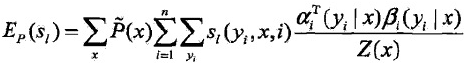 E_P(s_l) = \sum_x \tilde{P}(x) \sum_{i=1}^{n} \sum_{y_i} s_l(y_i, x, i) \frac{\alpha_i^T(y_i | x) \beta_i(y_i | x)}{Z(x)}